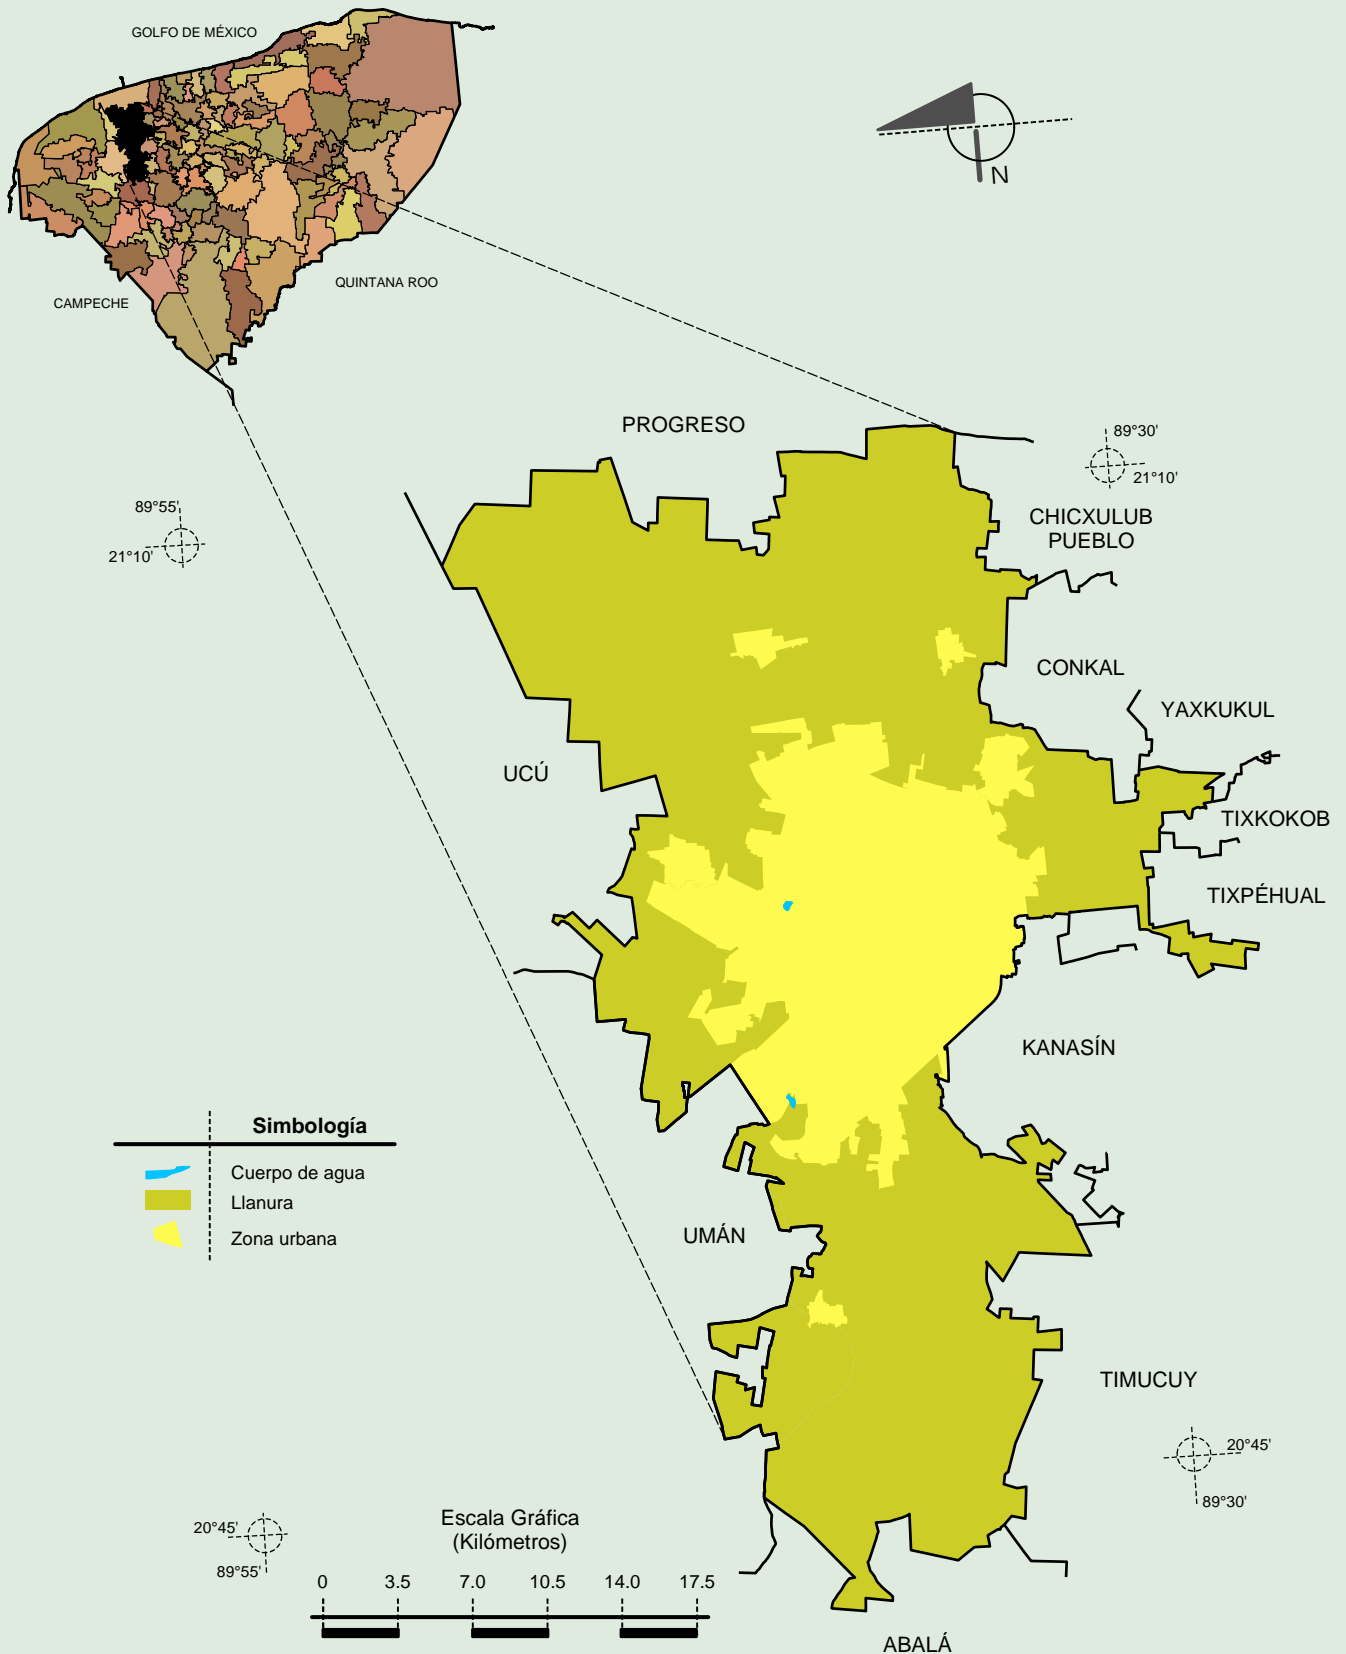 GOLFO DE MÉXICO
N
QUINTANA ROO
CAMPECHE
PROGRESO
89°30'
21°10'
89°55'
21°10'
CHICXULUB
PUEBLO
CONKAL
YAXKUKUL
UCÚ
TIXKOKOB
TIXPÉHUAL
KANASÍN
Simbología
Cuerpo de agua
Llanura
Zona urbana
UMÁN
TIMUCUY
20°45'
89°30'
Escala Gráfica
(Kilómetros)
20°45'
89°55'
0 3.5 7.0 10.5 14.0 17.5
ABALÁ